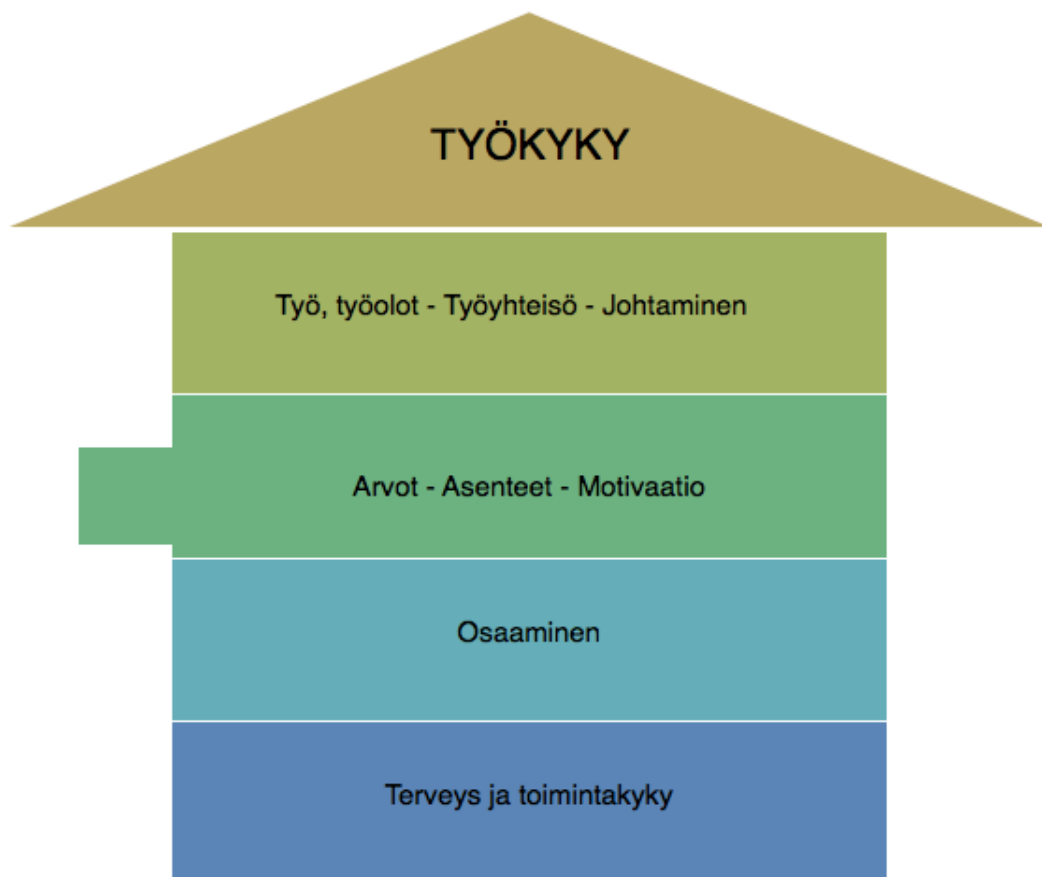 TYÖKYKY
Työ, työolot - Työyhteisö - Johtaminen
Arvot - Asenteet - Motivaatio
Osaaminen
Terveys ja toimintakyky